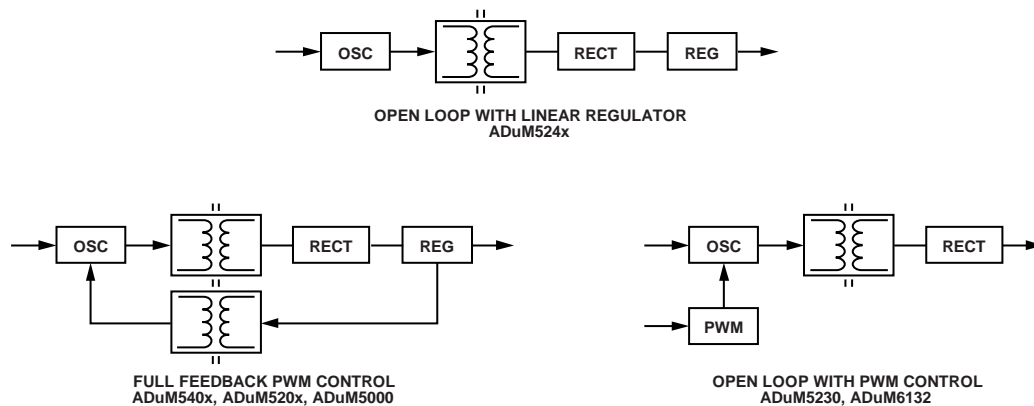 OSC
RECT
REG
OPEN LOOP WITH LINEAR REGULATOR
ADuM524x
OSC
RECT
REG
FULL FEEDBACK PWM CONTROL
ADuM540x, ADuM520x, ADuM5000
OSC
RECT
PWM
OPEN LOOP WITH PWM CONTROL
ADuM5230, ADuM6132